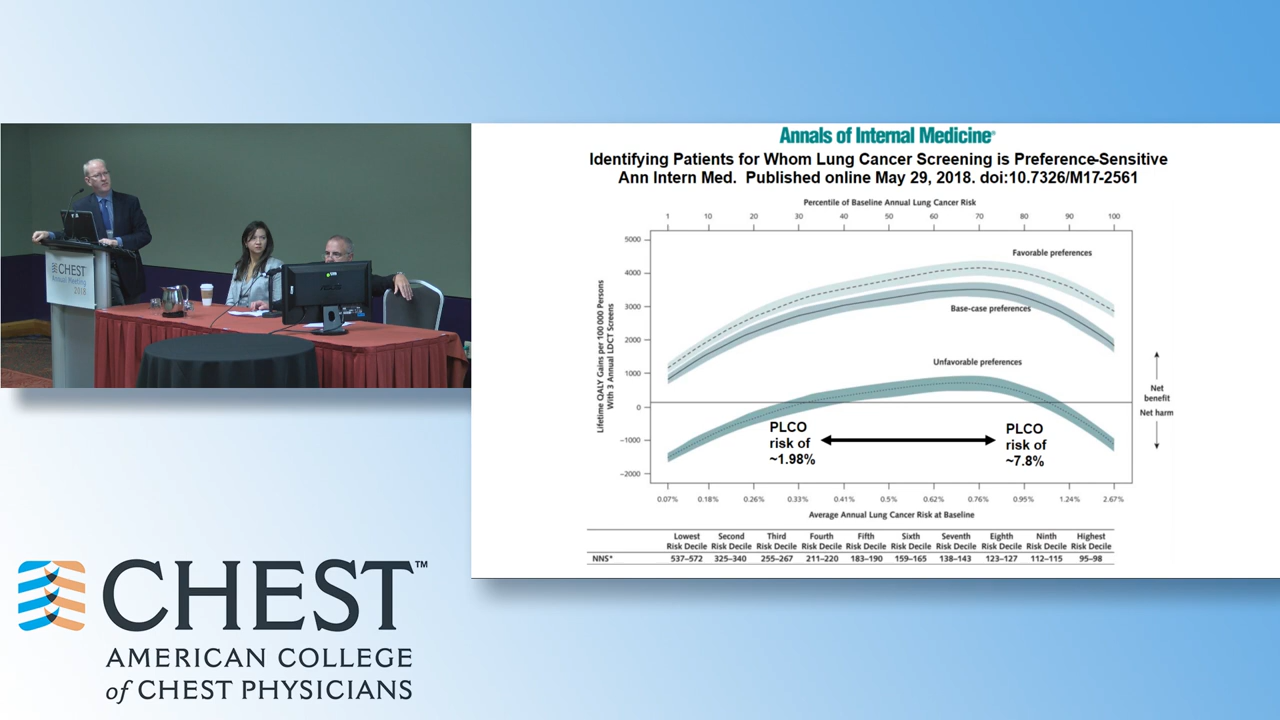 CHEST
Annual Meeting
2018
Annals of Internal Medicine®
Identifying Patients for Whom Lung Cancer Screening is Preference-Sensitive
Ann Intern Med. Published online May 29, 2018. doi:10.7326/M17-2561
Percentile of Baseline Annual Lung Cancer Risk
1 10 20 30 40 50 60 70 80 90 100
Lifetime QALY Gains per 100 000 Persons
With 3 Annual LDCT Screens
5000
4000
3000
2000
1000
0
−1000
−2000
Favorable preferences
Base-case preferences
Unfavorable preferences
Net
benefit
Net harm
PLCO
risk of
~1.98%
PLCO
risk of
~7.8%
0.07% 0.18% 0.26% 0.33% 0.41% 0.5% 0.62% 0.76% 0.95% 1.24% 2.67%
Average Annual Lung Cancer Risk at Baseline
Lowest Second Third Fourth Fifth Sixth Seventh Eighth Ninth Highest
Risk Decile Risk Decile Risk Decile Risk Decile Risk Decile Risk Decile Risk Decile Risk Decile Risk Decile Risk Decile
NNS* 537–572 325–340 255–267 211–220 183–190 159–165 138–143 123–127 112–115 95–98
CHEST™
AMERICAN COLLEGE
of CHEST PHYSICIANS